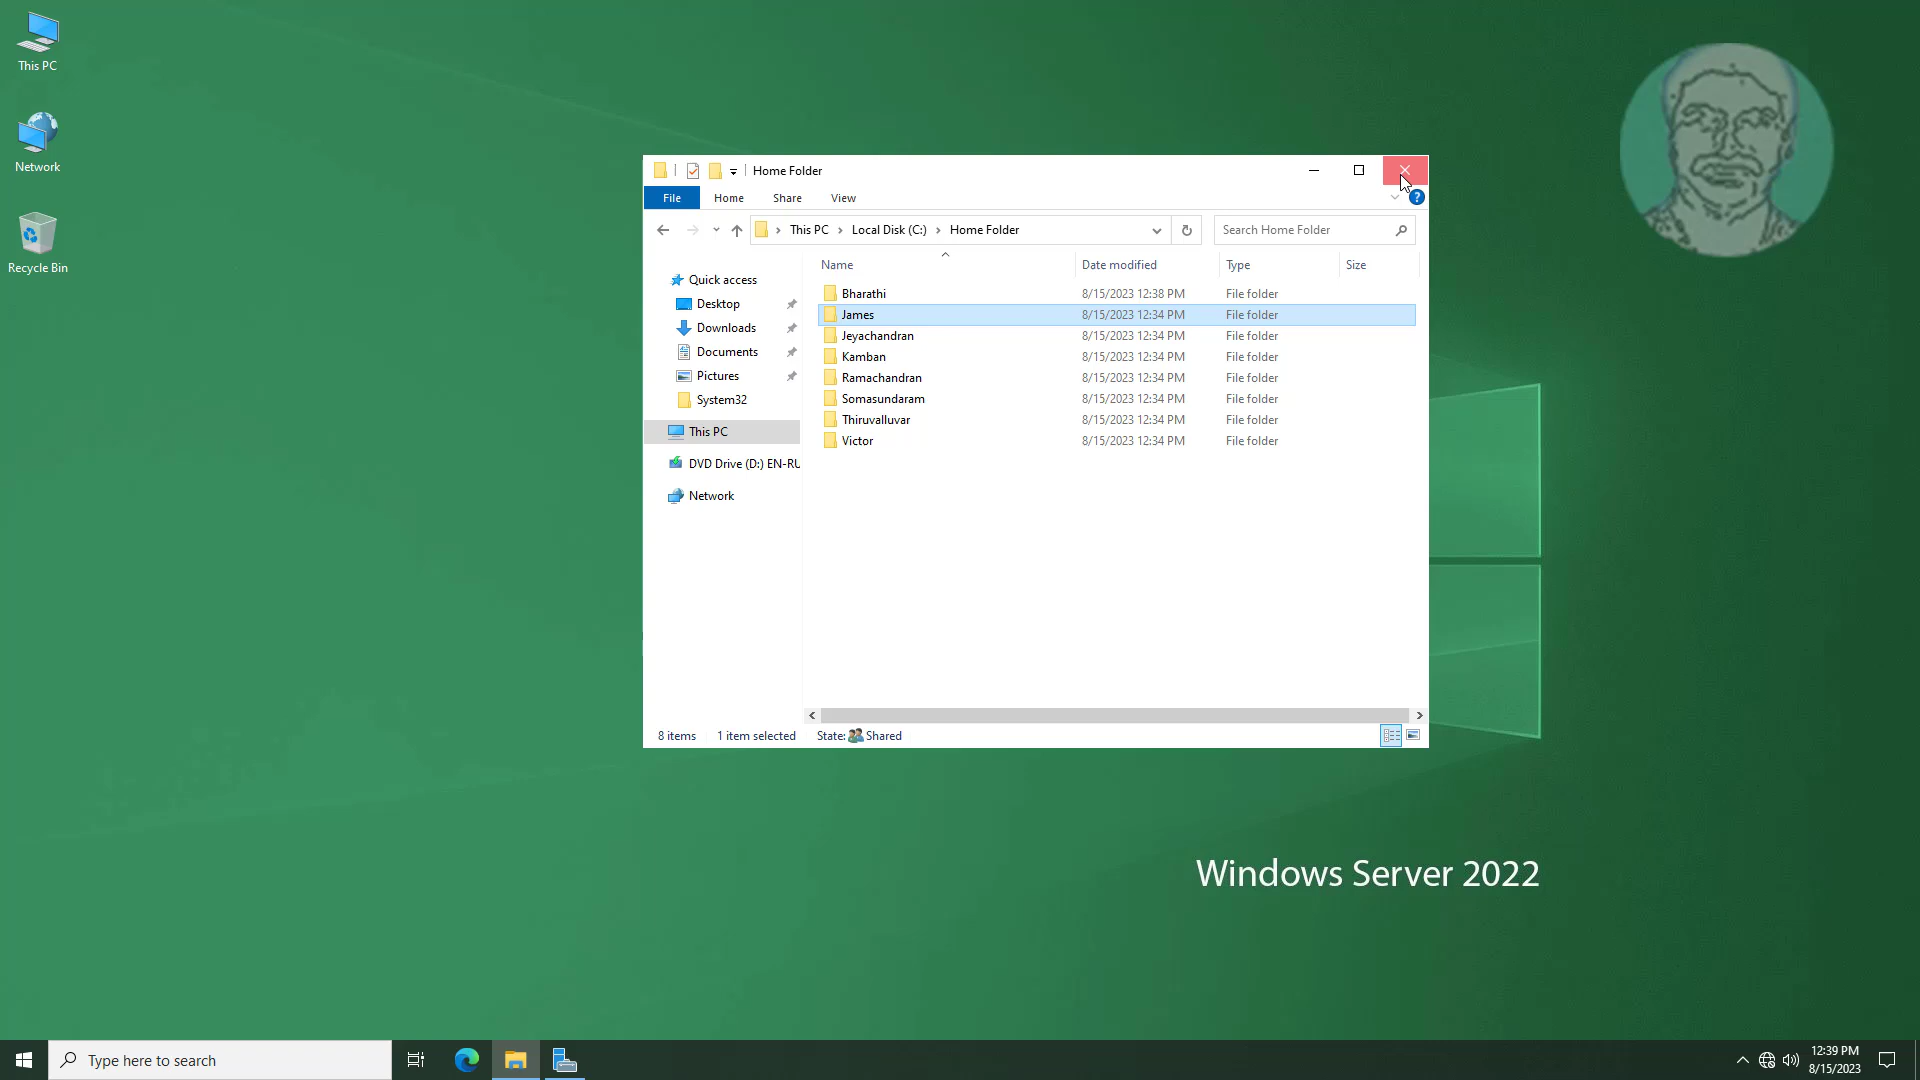 This PC
Network
Recycle Bin
Home Folder
File Home Share View
This PC Local Disk (C:) Home Folder
Search Home Folder
Name Date modified Type Size
Quick access
Desktop
Downloads
Documents
Pictures
System32
This PC
DVD Drive (D:) EN-RU
Network
Bharathi 8/15/2023 12:38 PM File folder
James 8/15/2023 12:34 PM File folder
Jeyachandran 8/15/2023 12:34 PM File folder
Kamban 8/15/2023 12:34 PM File folder
Ramachandran 8/15/2023 12:34 PM File folder
Somasundaram 8/15/2023 12:34 PM File folder
Thiruvalluvar 8/15/2023 12:34 PM File folder
Victor 8/15/2023 12:34 PM File folder
8 items 1 item selected State: Shared
Windows Server 2022
Type here to search
12:39 PM
8/15/2023